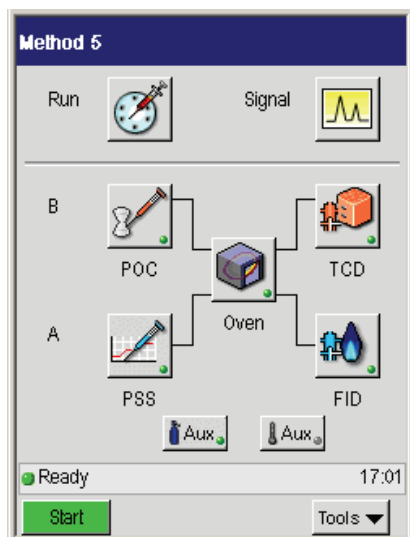 Method 5
Run Signal
B
POC TCD
Oven
A
PSS FID
Aux Aux
Ready 17:01
Start Tools